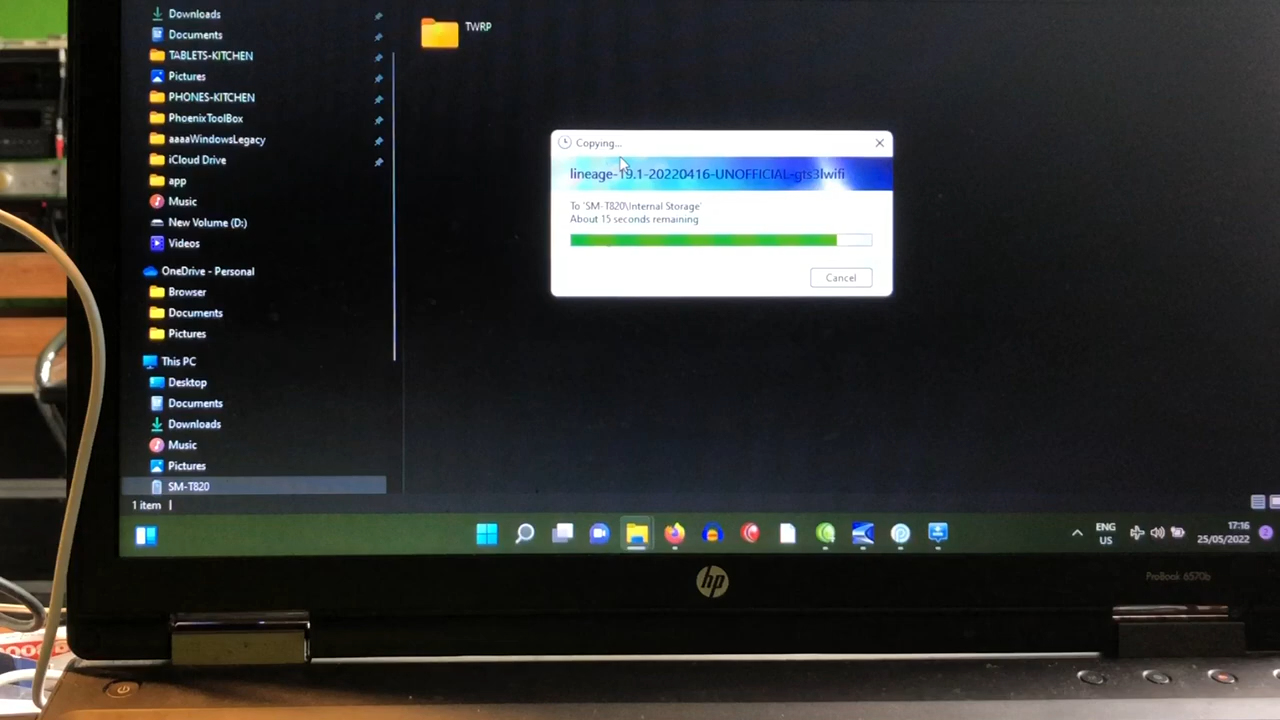 Downloads
Documents
TABLETS-KITCHEN
Pictures
PHONES-KITCHEN
PhoenixToolBox
aaaaWindowsLegacy
iCloud Drive
app
Music
New Volume (D:)
Videos
OneDrive - Personal
Browser
Documents
Pictures
This PC
Desktop
Documents
Downloads
Music
Pictures
SM-T820
1 item
TWRP
Copying...
lineage-19.1-20220416-UNOFFICIAL-gts3lwifi
To 'SM-T820\Internal Storage'
About 15 seconds remaining
Cancel
ENG
US
17:16
25/05/2022
2
hp
ProBook 6570b